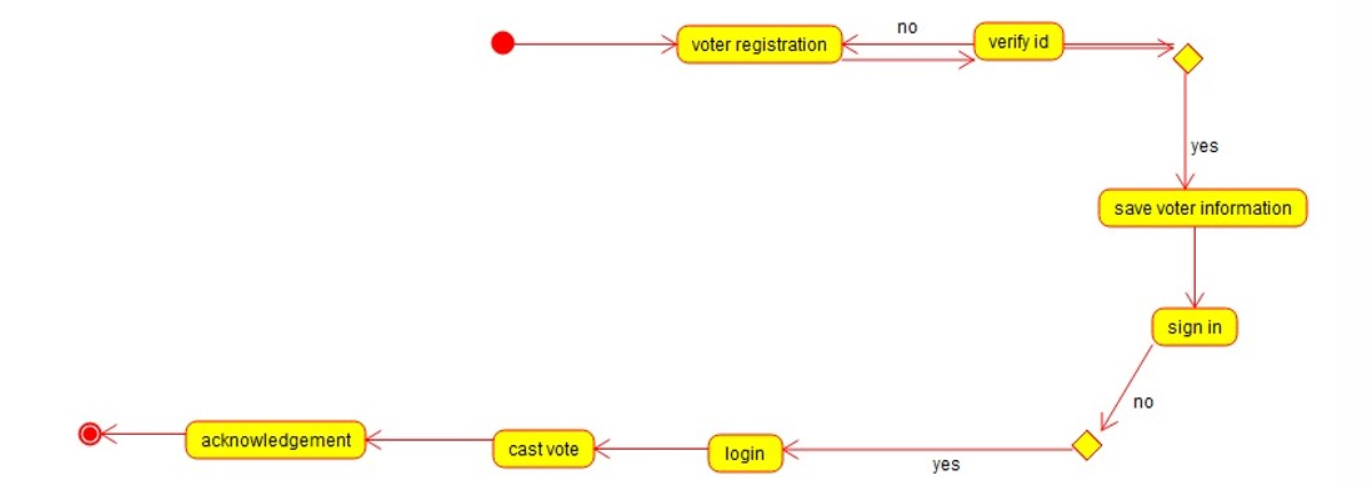 no
voter registration
verify id
yes
save voter information
sign in
no
acknowledgement
cast vote
login
yes